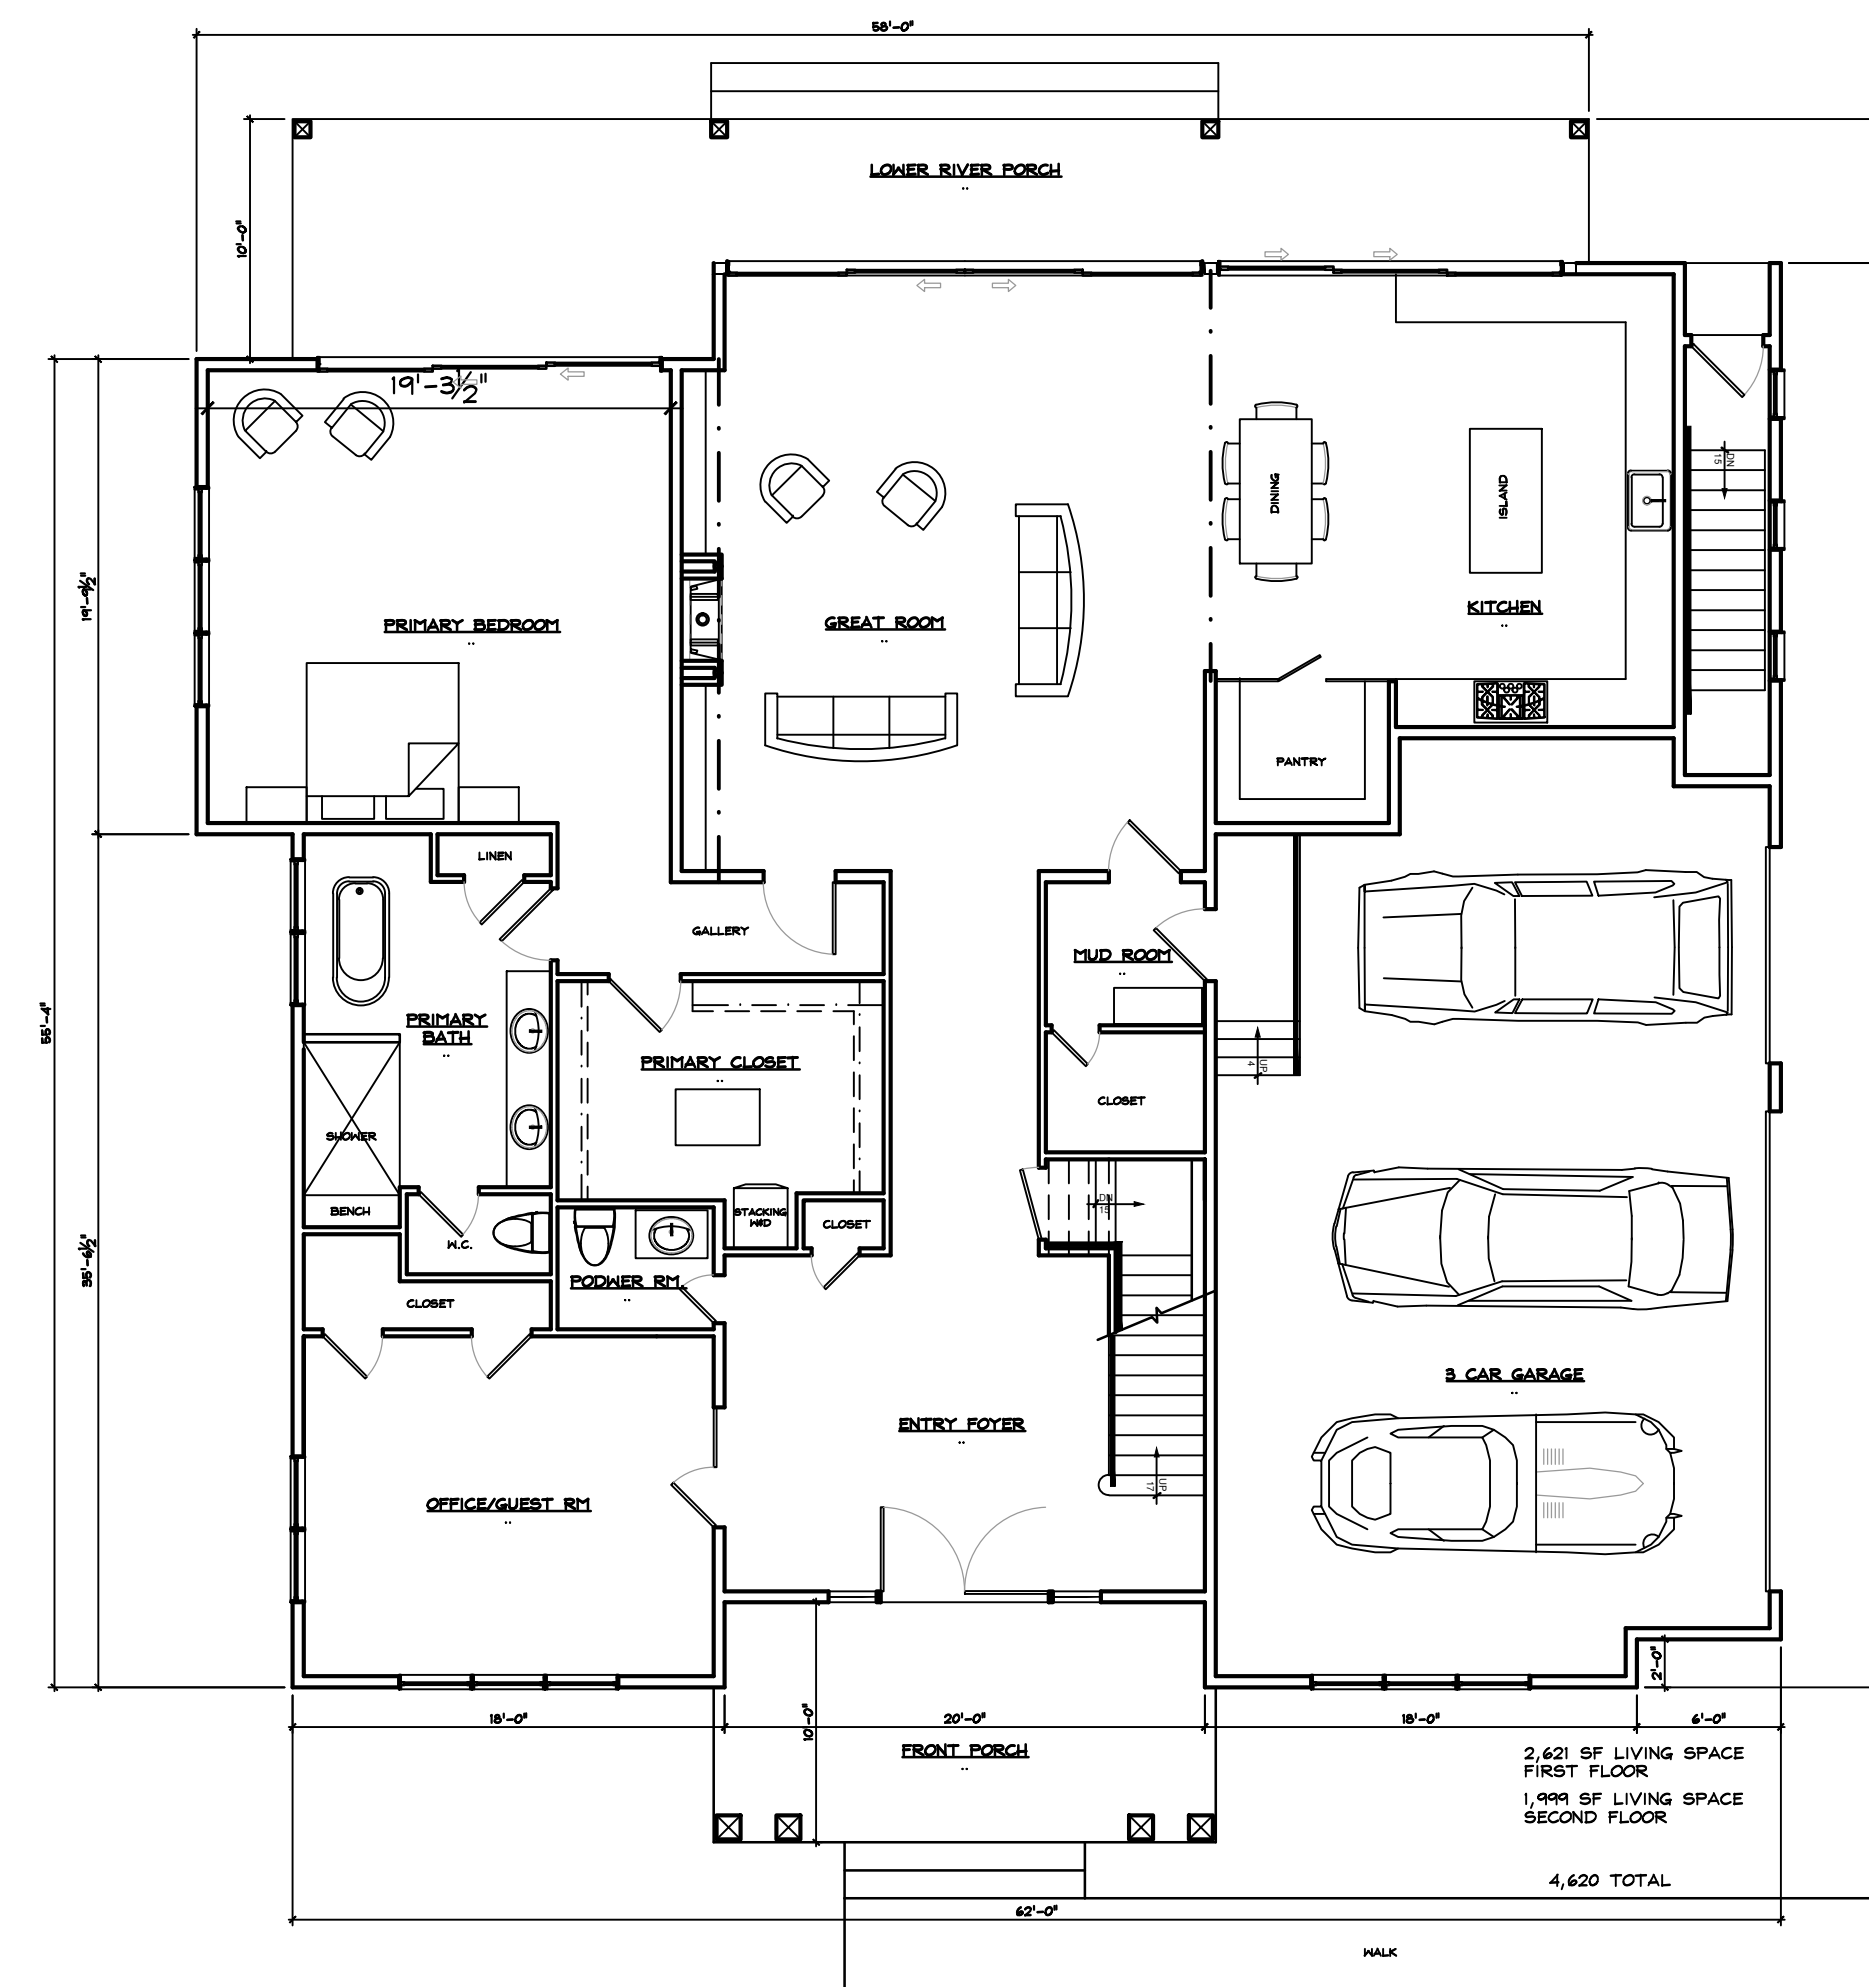 58'-0"
LOWER RIVER PORCH
10'-0"
19'-3½"
DN
15
DINING
ISLAND
19'-9½"
KITCHEN
PRIMARY BEDROOM
GREAT ROOM
PANTRY
LINEN
GALLERY
MUD ROOM
55'-4"
PRIMARY
BATH
PRIMARY CLOSET
UP
4
CLOSET
SHOWER
BENCH
STACKING
W&D
CLOSET
DN
15
W.C.
35'-6½"
PODWER RM.
CLOSET
3 CAR GARAGE
ENTRY FOYER
UP
17
OFFICE/GUEST RM
2'-0"
18'-0"
10'-0"
20'-0"
18'-0"
6'-0"
FRONT PORCH
2,621 SF LIVING SPACE
FIRST FLOOR
1,999 SF LIVING SPACE
SECOND FLOOR
4,620 TOTAL
62'-0"
WALK